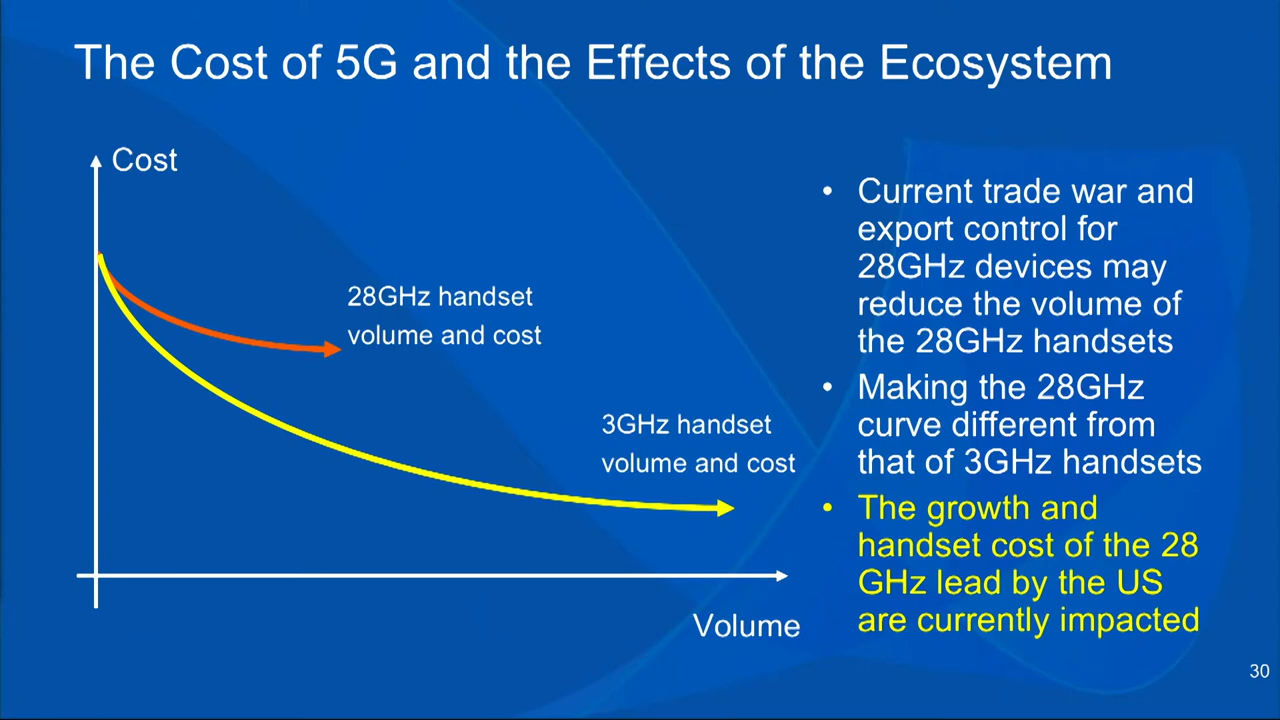 The Cost of 5G and the Effects of the Ecosystem
Cost
28GHz handset
volume and cost
3GHz handset
volume and cost
Volume
• Current trade war and
export control for
28GHz devices may
reduce the volume of
the 28GHz handsets
• Making the 28GHz
curve different from
that of 3GHz handsets
• The growth and
handset cost of the 28
GHz lead by the US
are currently impacted
30